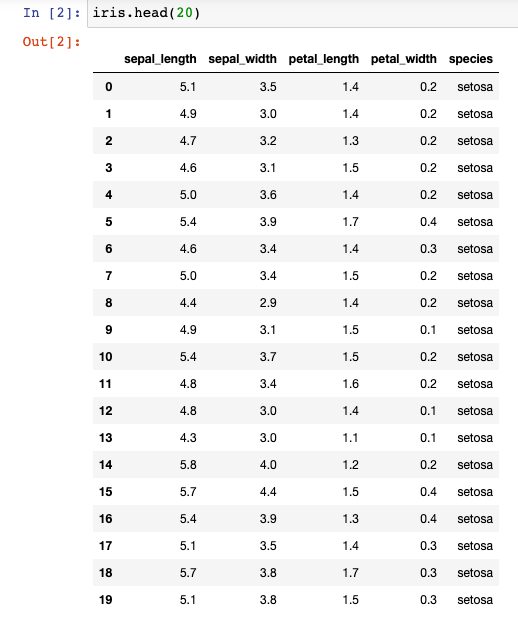 In [2]: iris.head(20)
Out[2]:
sepal_length sepal_width petal_length petal_width species
0 5.1 3.5 1.4 0.2 setosa
1 4.9 3.0 1.4 0.2 setosa
2 4.7 3.2 1.3 0.2 setosa
3 4.6 3.1 1.5 0.2 setosa
4 5.0 3.6 1.4 0.2 setosa
5 5.4 3.9 1.7 0.4 setosa
6 4.6 3.4 1.4 0.3 setosa
7 5.0 3.4 1.5 0.2 setosa
8 4.4 2.9 1.4 0.2 setosa
9 4.9 3.1 1.5 0.1 setosa
10 5.4 3.7 1.5 0.2 setosa
11 4.8 3.4 1.6 0.2 setosa
12 4.8 3.0 1.4 0.1 setosa
13 4.3 3.0 1.1 0.1 setosa
14 5.8 4.0 1.2 0.2 setosa
15 5.7 4.4 1.5 0.4 setosa
16 5.4 3.9 1.3 0.4 setosa
17 5.1 3.5 1.4 0.3 setosa
18 5.7 3.8 1.7 0.3 setosa
19 5.1 3.8 1.5 0.3 setosa